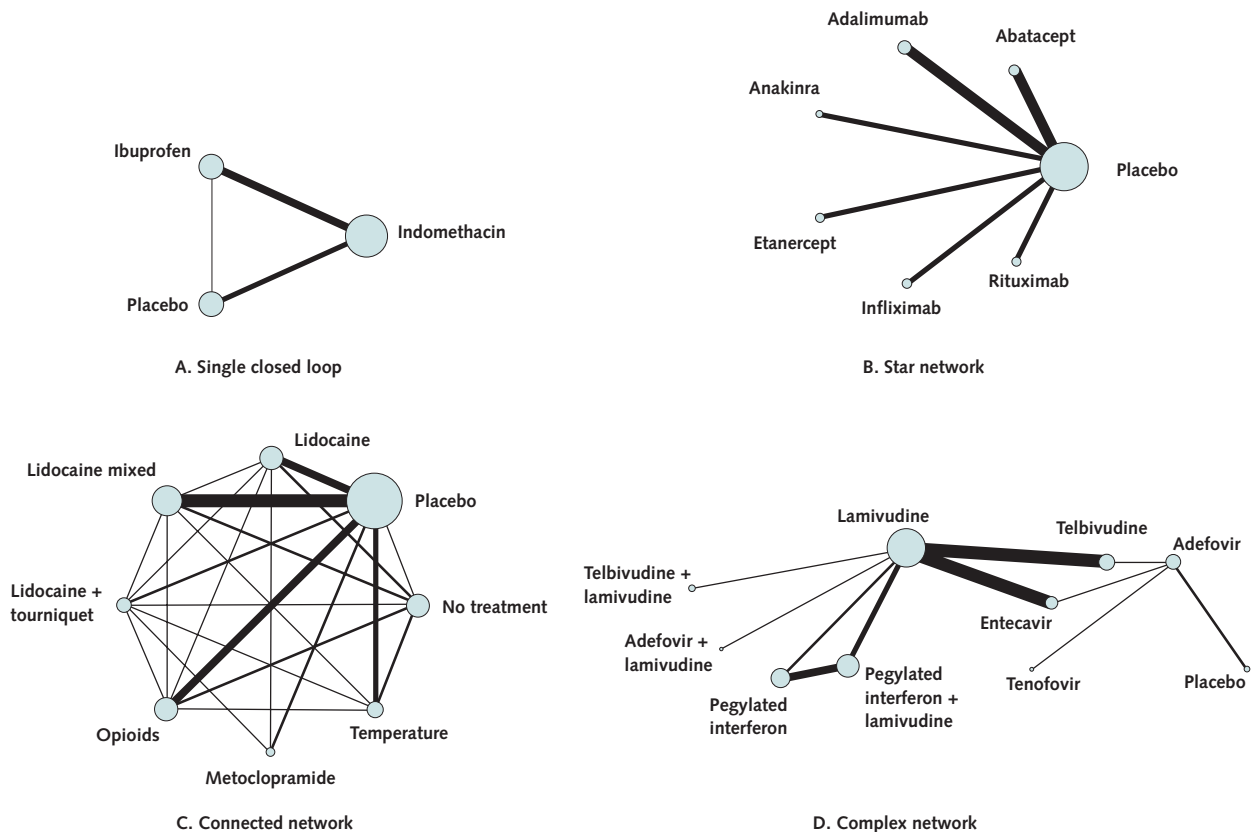 Adalimumab
Abatacept
Anakinra
Placebo
Etanercept
Rituximab
Infliximab
Ibuprofen
Indomethacin
Placebo
A. Single closed loop
B. Star network
Lidocaine
Lidocaine mixed
Placebo
Lidocaine +
tourniquet
No treatment
Opioids
Temperature
Metoclopramide
C. Connected network
Lamivudine
Telbivudine
Adefovir
Telbivudine +
lamivudine
Entecavir
Adefovir +
lamivudine
Pegylated
interferon
Pegylated
interferon +
lamivudine
Tenofovir
Placebo
D. Complex network